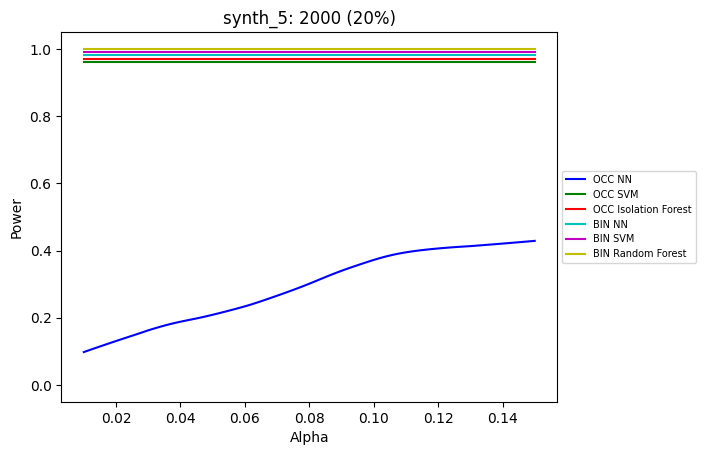 synth_5: 2000 (20%)
1.0
0.8
0.6
0.4
0.2
0.0
Power
0.02
0.04
0.06
0.08
0.10
0.12
0.14
Alpha
OCC NN
OCC SVM
OCC Isolation Forest
BIN NN
BIN SVM
BIN Random Forest